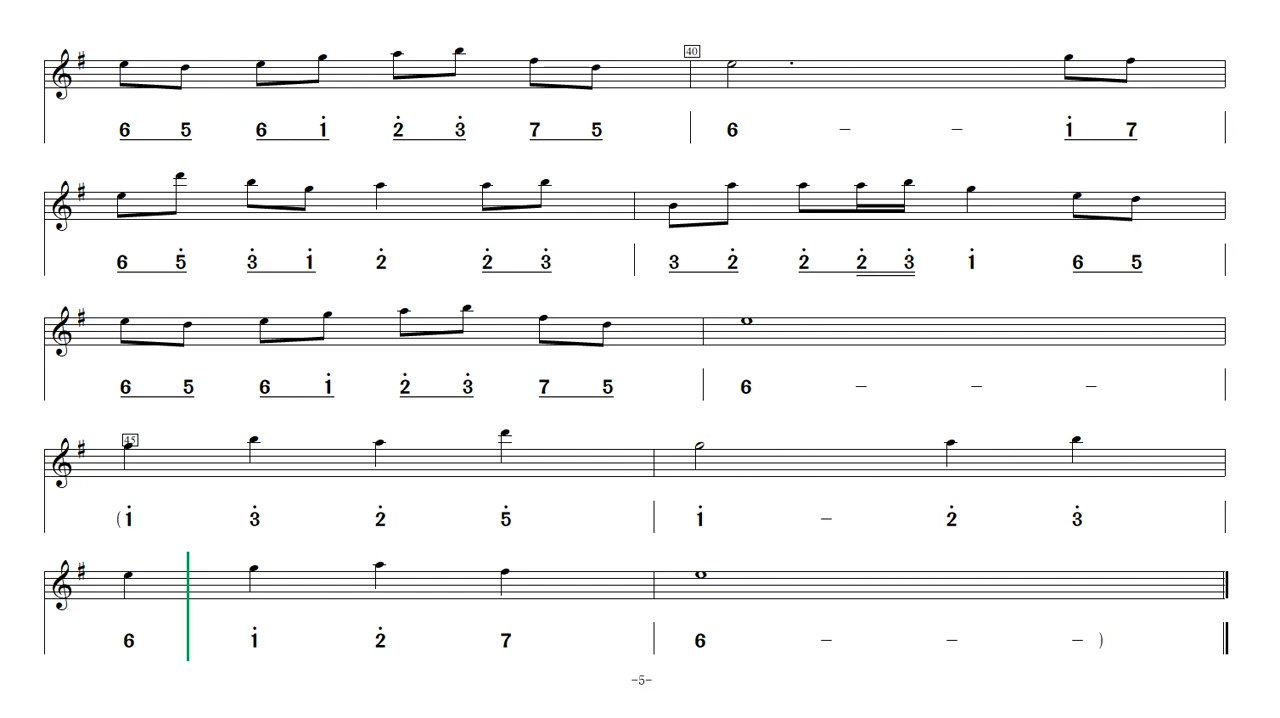 40
6 5 6 1̇ 2̇ 3̇ 7 5 6 – – 1̇ 7
6 5̇ 3̇ 1̇ 2̇ 2̇ 3̇ 3 2̇ 2̇ 2̇ 3̇ 1̇ 6 5
6 5 6 1̇ 2̇ 3̇ 7 5 6 – – –
45
(1̇ 3̇ 2̇ 5̇ 1̇ – 2̇ 3̇
6 1̇ 2̇ 7 6 – – – )
-5-